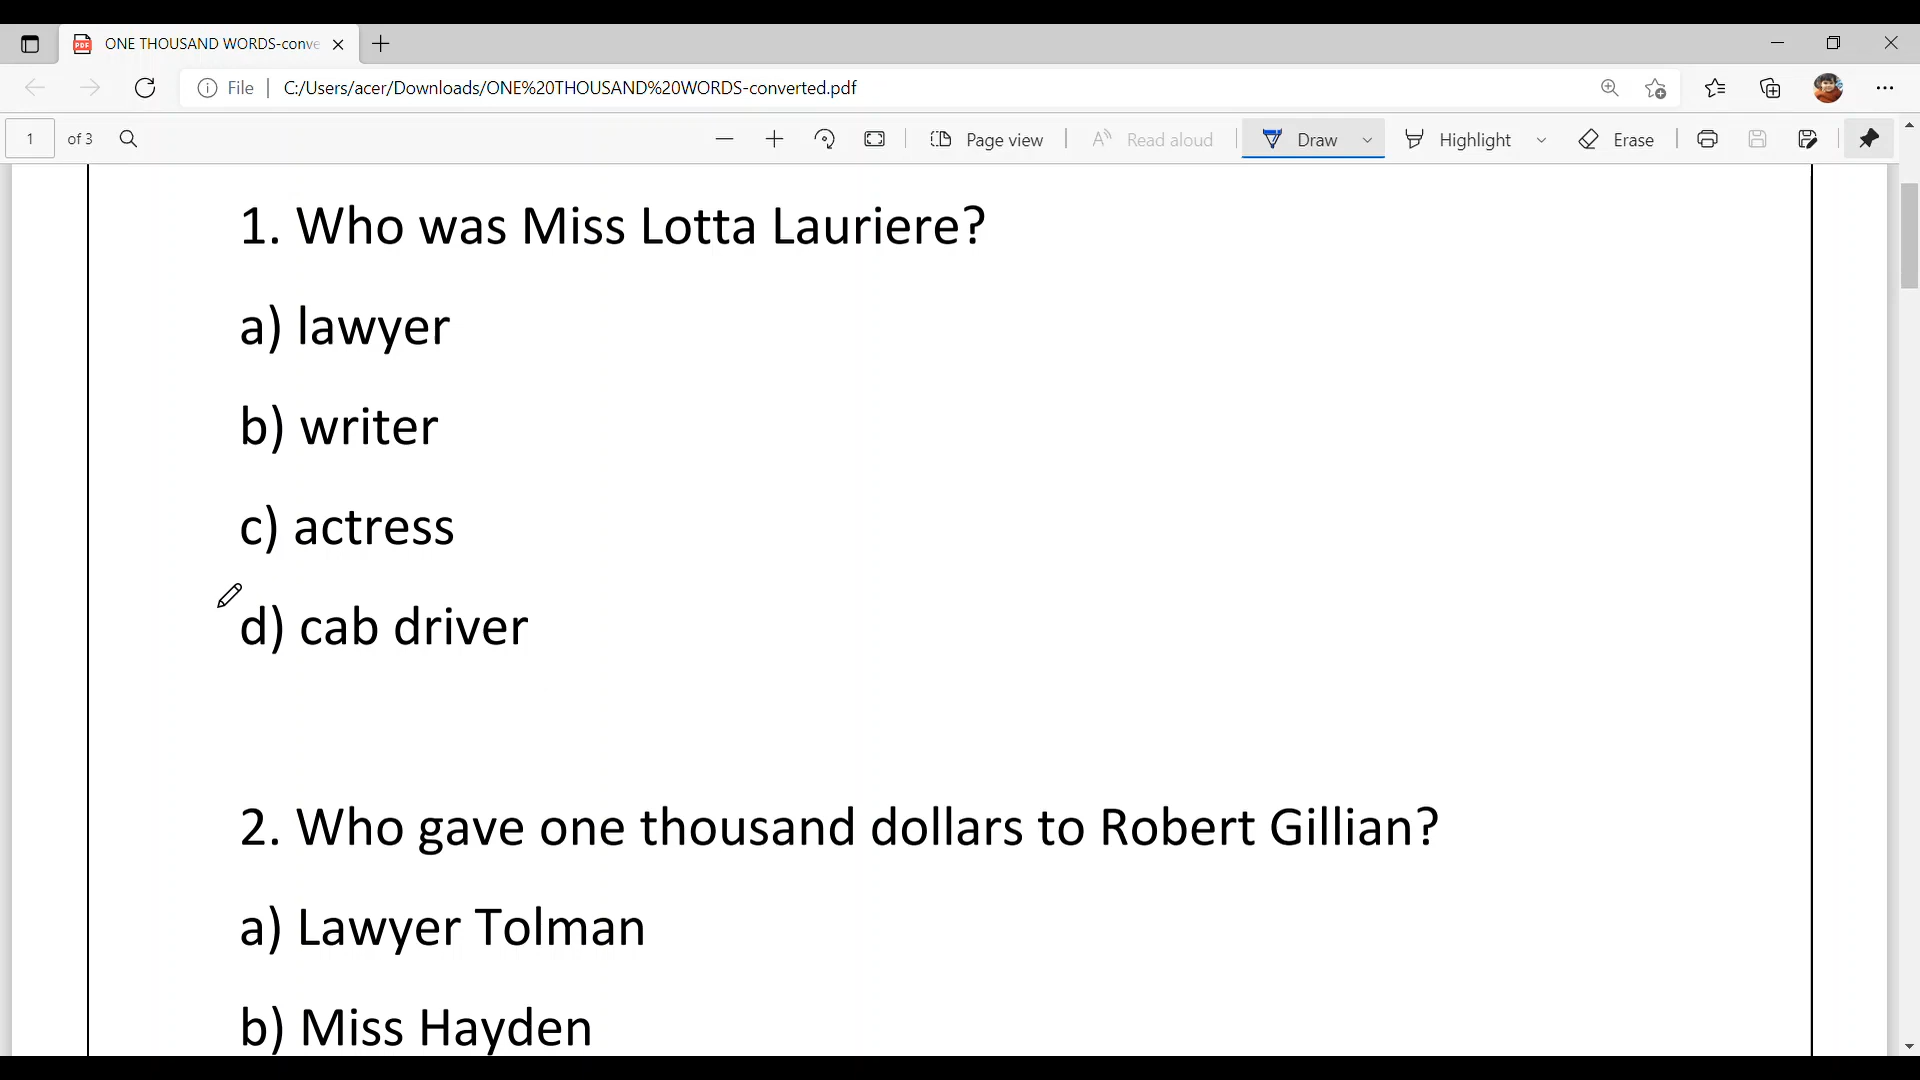 ONE THOUSAND WORDS-conve
File
C:/Users/acer/Downloads/ONE%20THOUSAND%20WORDS-converted.pdf
1 of 3
Page view
Read aloud
Draw
Highlight
Erase
1. Who was Miss Lotta Lauriere?
a) lawyer
b) writer
c) actress
d) cab driver
2. Who gave one thousand dollars to Robert Gillian?
a) Lawyer Tolman
b) Miss Hayden